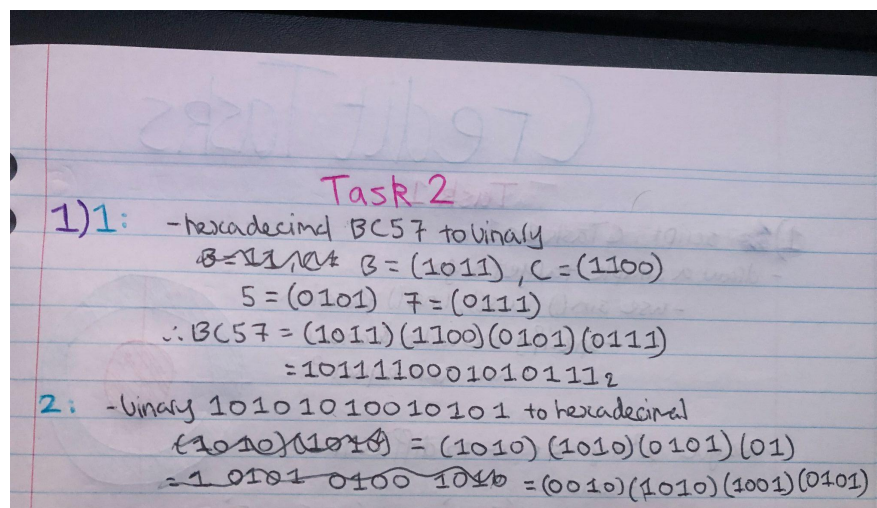 Task 2
1)1: -hexadecimal BC57 to binary
B = (1011), C = (1100)
5 = (0101) 7 = (0111)
∴ BC57 = (1011)(1100)(0101)(0111)
= 1011110001010111₂
2: -binary 10101010010101 to hexadecimal
= (1010)(1010)(0101)(01)
= (0010)(1010)(1001)(0101)